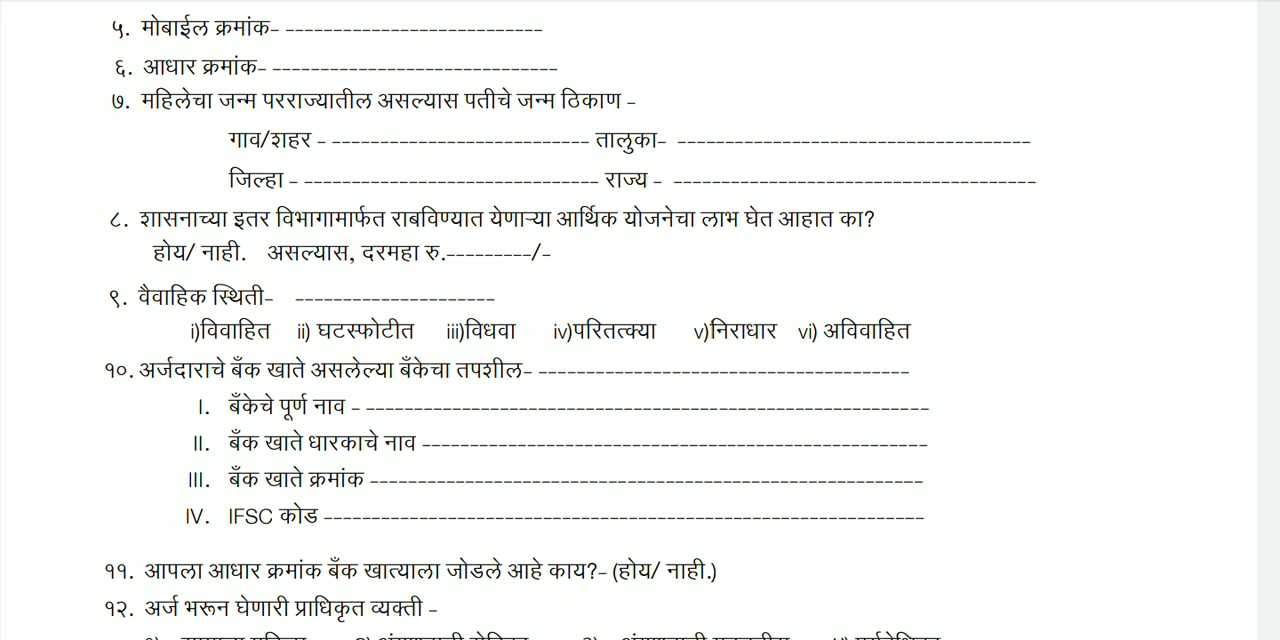 ५. मोबाईल क्रमांक- ---------------------------
६. आधार क्रमांक- ------------------------------
७. महिलेचा जन्म परराज्यातील असल्यास पतीचे जन्म ठिकाण -
गाव/शहर - --------------------------- तालुका- -------------------------------------
जिल्हा - ------------------------------- राज्य - --------------------------------------
८. शासनाच्या इतर विभागामार्फत राबविण्यात येणाऱ्या आर्थिक योजनेचा लाभ घेत आहात का?
होय/ नाही. असल्यास, दरमहा रु.---------/-
९. वैवाहिक स्थिती- ---------------------
i)विवाहित ii) घटस्फोटीत iii)विधवा iv)परितत्क्या v)निराधार vi) अविवाहित
१०. अर्जदाराचे बँक खाते असलेल्या बँकेचा तपशील- ---------------------------------------
I. बँकेचे पूर्ण नाव - -----------------------------------------------------------
II. बँक खाते धारकाचे नाव -----------------------------------------------------
III. बँक खाते क्रमांक ----------------------------------------------------------
IV. IFSC कोड ---------------------------------------------------------------
११. आपला आधार क्रमांक बँक खात्याला जोडले आहे काय?- (होय/ नाही.)
१२. अर्ज भरून घेणारी प्राधिकृत व्यक्ती -